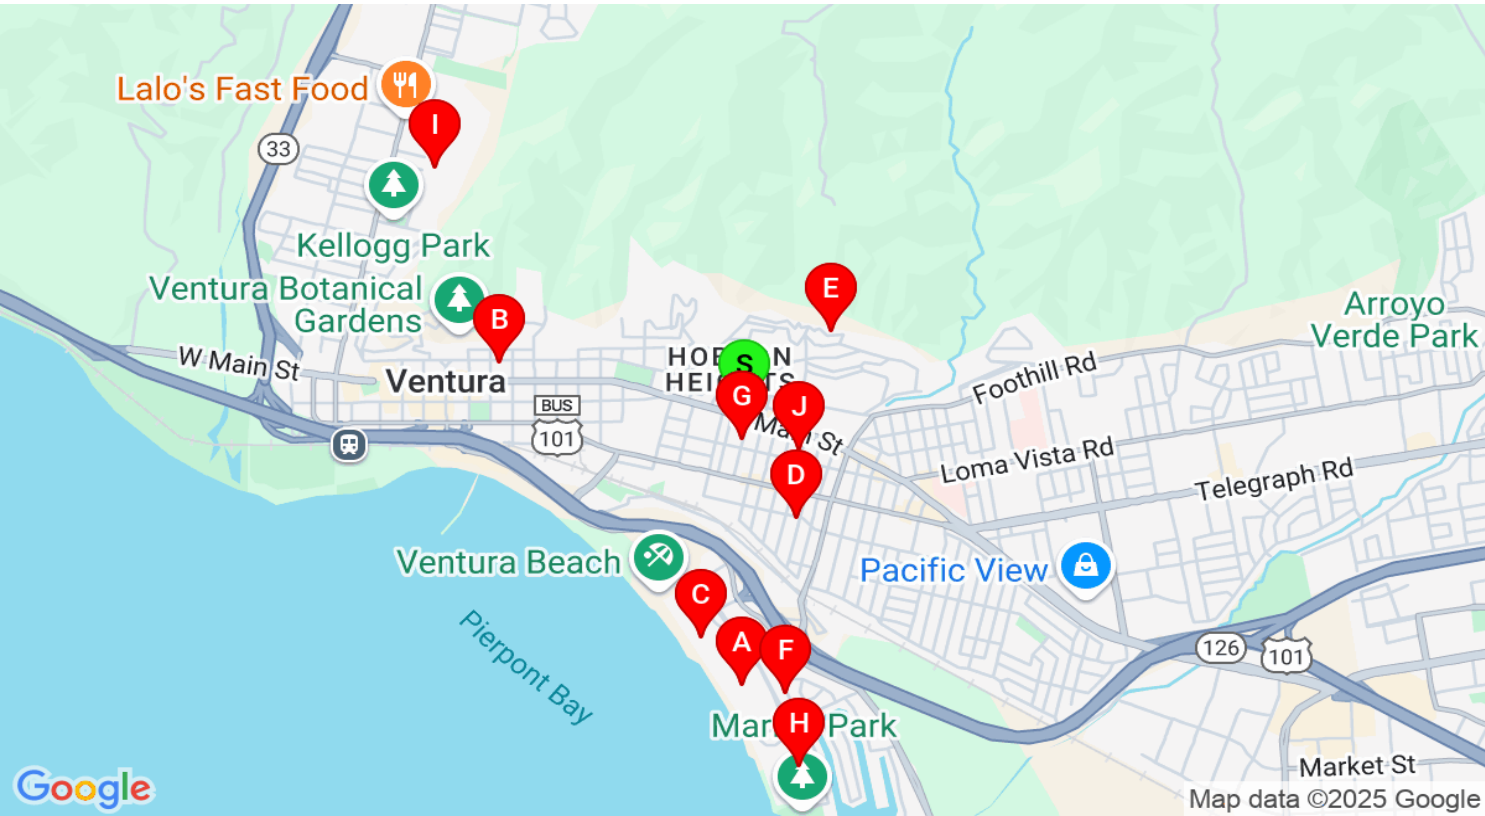 Lalo's Fast Food
I
33
Kellogg Park
Ventura Botanical
Gardens
B
E
Arroyo
Verde Park
W Main St
Ventura
S
G
J
Foothill Rd
BUS
101
Main St
Loma Vista Rd
D
Telegraph Rd
Ventura Beach
Pacific View
C
A
F
Pierpont Bay
126
101
H
Park
Market St
Google
Map data ©2025 Google